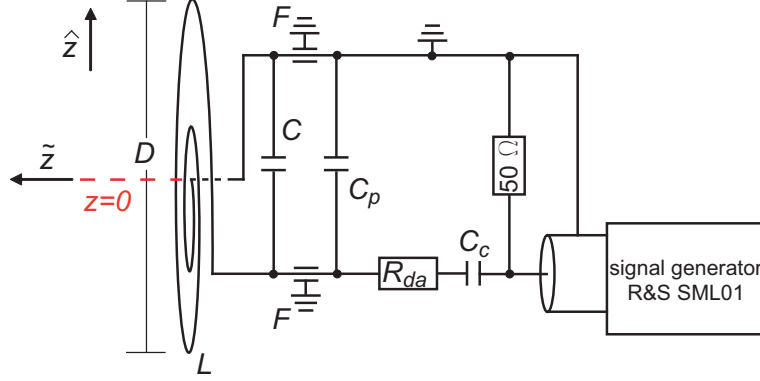 F
ẑ
C
D
z̃
50 Ω
z=0
C_p
C_c
signal generator
R_da
R&S SML01
F
L